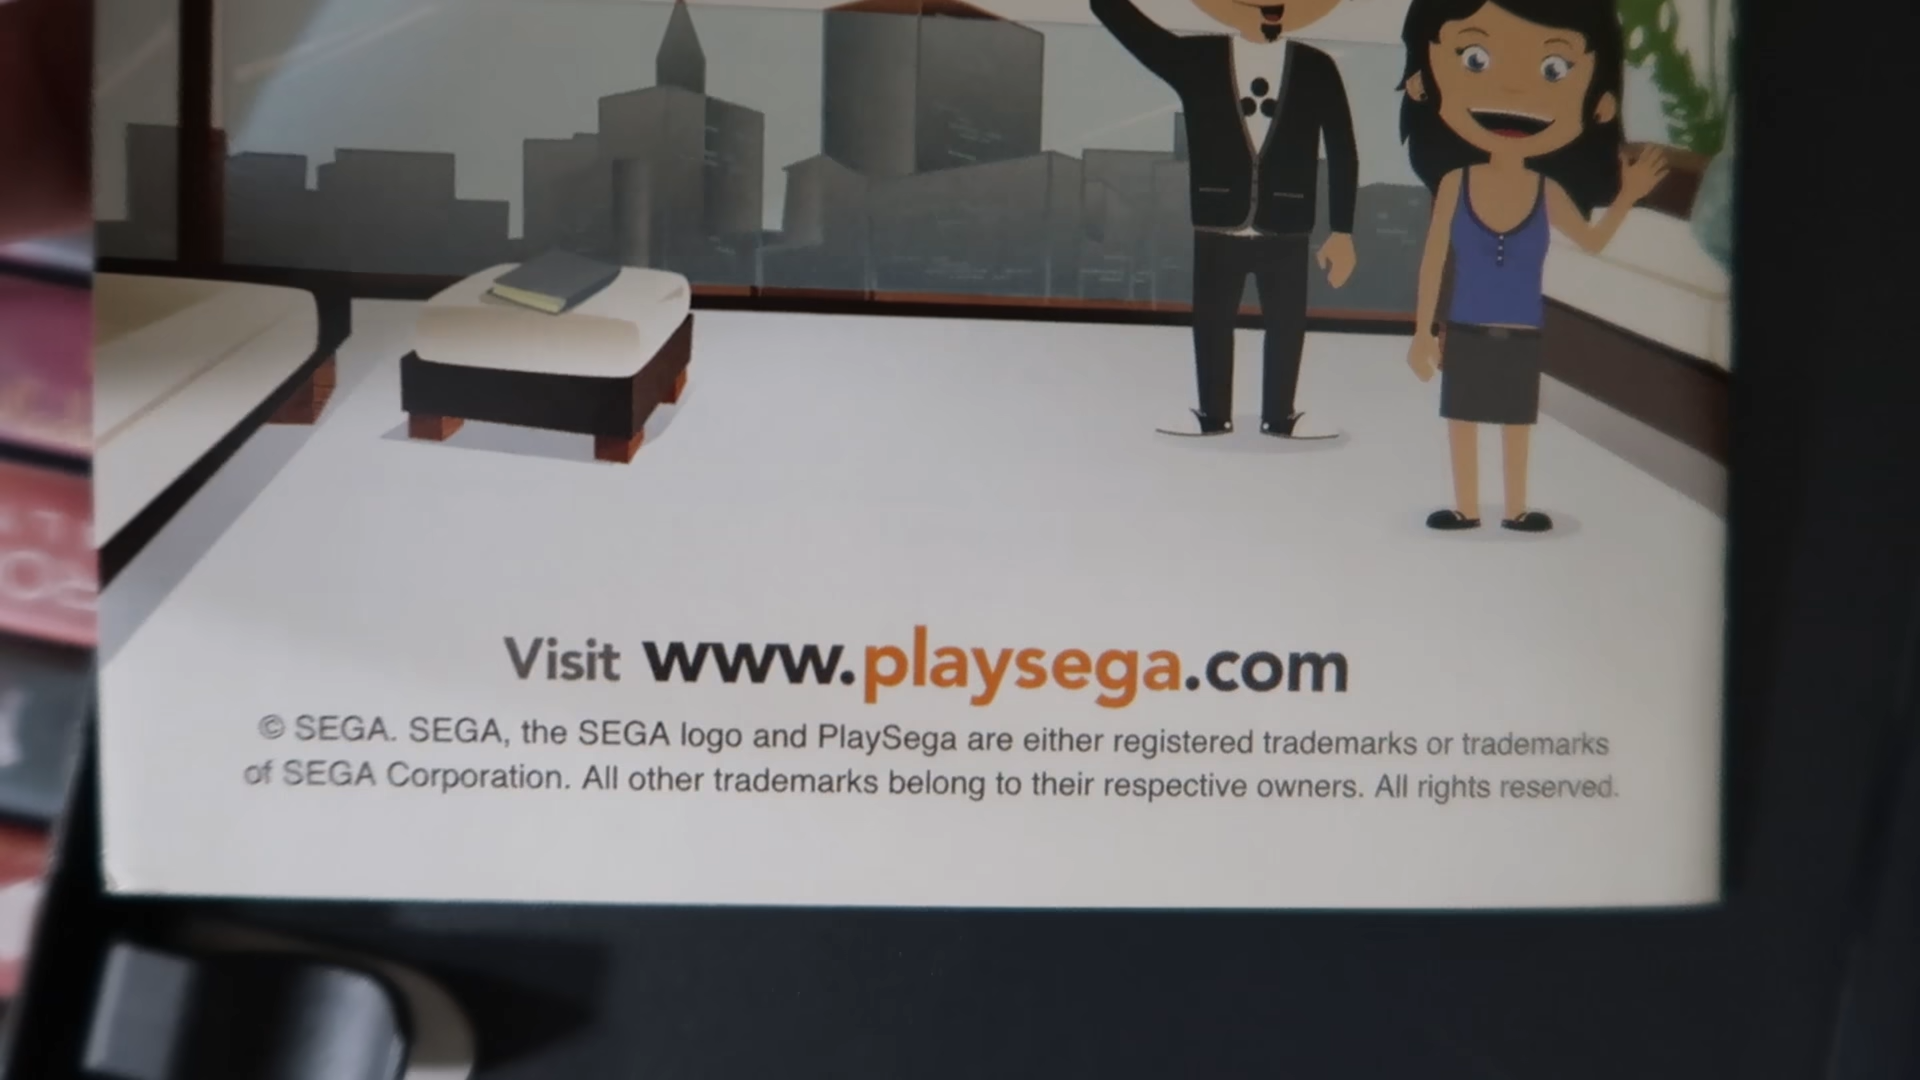 Visit www.playsega.com
© SEGA. SEGA, the SEGA logo and PlaySega are either registered trademarks or trademarks
of SEGA Corporation. All other trademarks belong to their respective owners. All rights reserved.